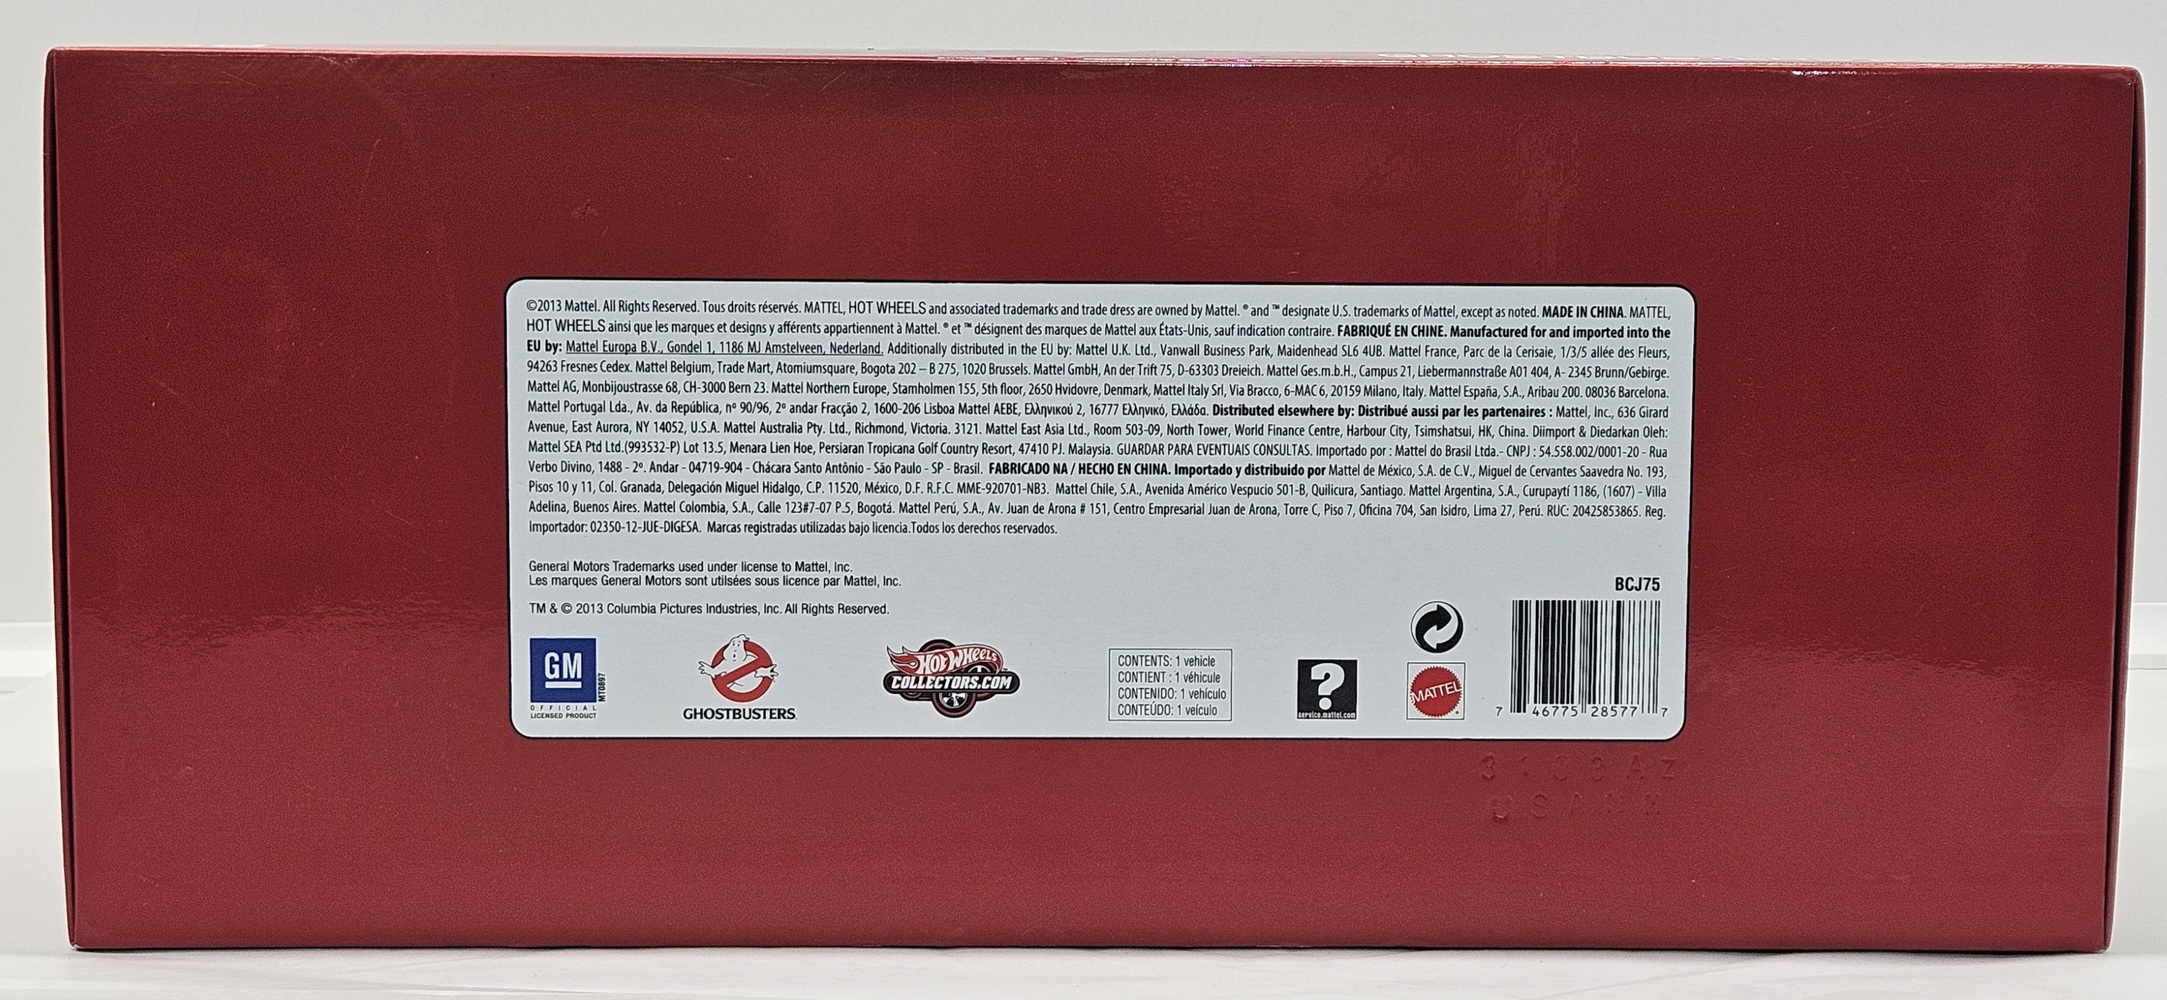 ©2013 Mattel. All Rights Reserved. Tous droits réservés. MATTEL, HOT WHEELS and associated trademarks and trade dress are owned by Mattel. ® and ™ designate U.S. trademarks of Mattel, except as noted. MADE IN CHINA. MATTEL,
HOT WHEELS ainsi que les marques et designs y afférents appartiennent à Mattel. ® et ™ désignent des marques de Mattel aux États-Unis, sauf indication contraire. FABRIQUÉ EN CHINE. Manufactured for and imported into the
EU by: Mattel Europa B.V., Gondel 1, 1186 MJ Amstelveen, Nederland. Additionally distributed in the EU by: Mattel U.K. Ltd., Vanwall Business Park, Maidenhead SL6 4UB. Mattel France, Parc de la Cerisaie, 1/3/5 allée des Fleurs,
94263 Fresnes Cedex. Mattel Belgium, Trade Mart, Atomiumsquare, Bogota 202 – B 275, 1020 Brussels. Mattel GmbH, An der Trift 75, D-63303 Dreieich. Mattel Ges.m.b.H., Campus 21, Liebermannstraße A01 404, A- 2345 Brunn/Gebirge.
Mattel AG, Monbijoustrasse 68, CH-3000 Bern 23. Mattel Northern Europe, Stamholmen 155, 5th floor, 2650 Hvidovre, Denmark, Mattel Italy Srl, Via Bracco, 6-MAC 6, 20159 Milano, Italy. Mattel España, S.A., Aribau 200. 08036 Barcelona.
Mattel Portugal Lda., Av. da República, nº 90/96, 2º andar Fracção 2, 1600-206 Lisboa Mattel AEBE, Ελληνικού 2, 16777 Ελληνικό, Ελλάδα. Distributed elsewhere by: Distribué aussi par les partenaires : Mattel, Inc., 636 Girard
Avenue, East Aurora, NY 14052, U.S.A. Mattel Australia Pty. Ltd., Richmond, Victoria. 3121. Mattel East Asia Ltd., Room 503-09, North Tower, World Finance Centre, Harbour City, Tsimshatsui, HK, China. Diimport & Diedarkan Oleh:
Mattel SEA Ptd Ltd.(993532-P) Lot 13.5, Menara Lien Hoe, Persiaran Tropicana Golf Country Resort, 47410 PJ. Malaysia. GUARDAR PARA EVENTUAIS CONSULTAS. Importado por : Mattel do Brasil Ltda.- CNPJ : 54.558.002/0001-20 - Rua
Verbo Divino, 1488 - 2º. Andar - 04719-904 - Chácara Santo Antônio - São Paulo - SP - Brasil. FABRICADO NA / HECHO EN CHINA. Importado y distribuido por Mattel de México, S.A. de C.V., Miguel de Cervantes Saavedra No. 193,
Pisos 10 y 11, Col. Granada, Delegación Miguel Hidalgo, C.P. 11520, México, D.F. R.F.C. MME-920701-NB3. Mattel Chile, S.A., Avenida Américo Vespucio 501-B, Quilicura, Santiago. Mattel Argentina, S.A., Curupaytí 1186, (1607) - Villa
Adelina, Buenos Aires. Mattel Colombia, S.A., Calle 123#7-07 P.5, Bogotá. Mattel Perú, S.A., Av. Juan de Arona # 151, Centro Empresarial Juan de Arona, Torre C, Piso 7, Oficina 704, San Isidro, Lima 27, Perú. RUC: 20425853865. Reg.
Importador: 02350-12-JUE-DIGESA. Marcas registradas utilizadas bajo licencia.Todos los derechos reservados.
General Motors Trademarks used under license to Mattel, Inc.
Les marques General Motors sont utilsées sous licence par Mattel, Inc.
TM & © 2013 Columbia Pictures Industries, Inc. All Rights Reserved.
BCJ75
GM
OFFICIAL
LICENSED PRODUCT
MT0897
GHOSTBUSTERS
HOT WHEELS
COLLECTORS.COM
CONTENTS: 1 vehicle
CONTIENT : 1 véhicule
CONTENIDO: 1 vehículo
CONTEÚDO: 1 veículo
?
service.mattel.com
MATTEL
7 46775 28577 7